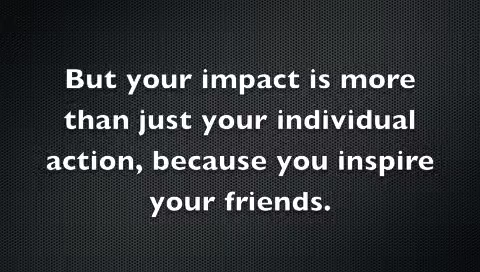 But your impact is more
than just your individual
action, because you inspire
your friends.